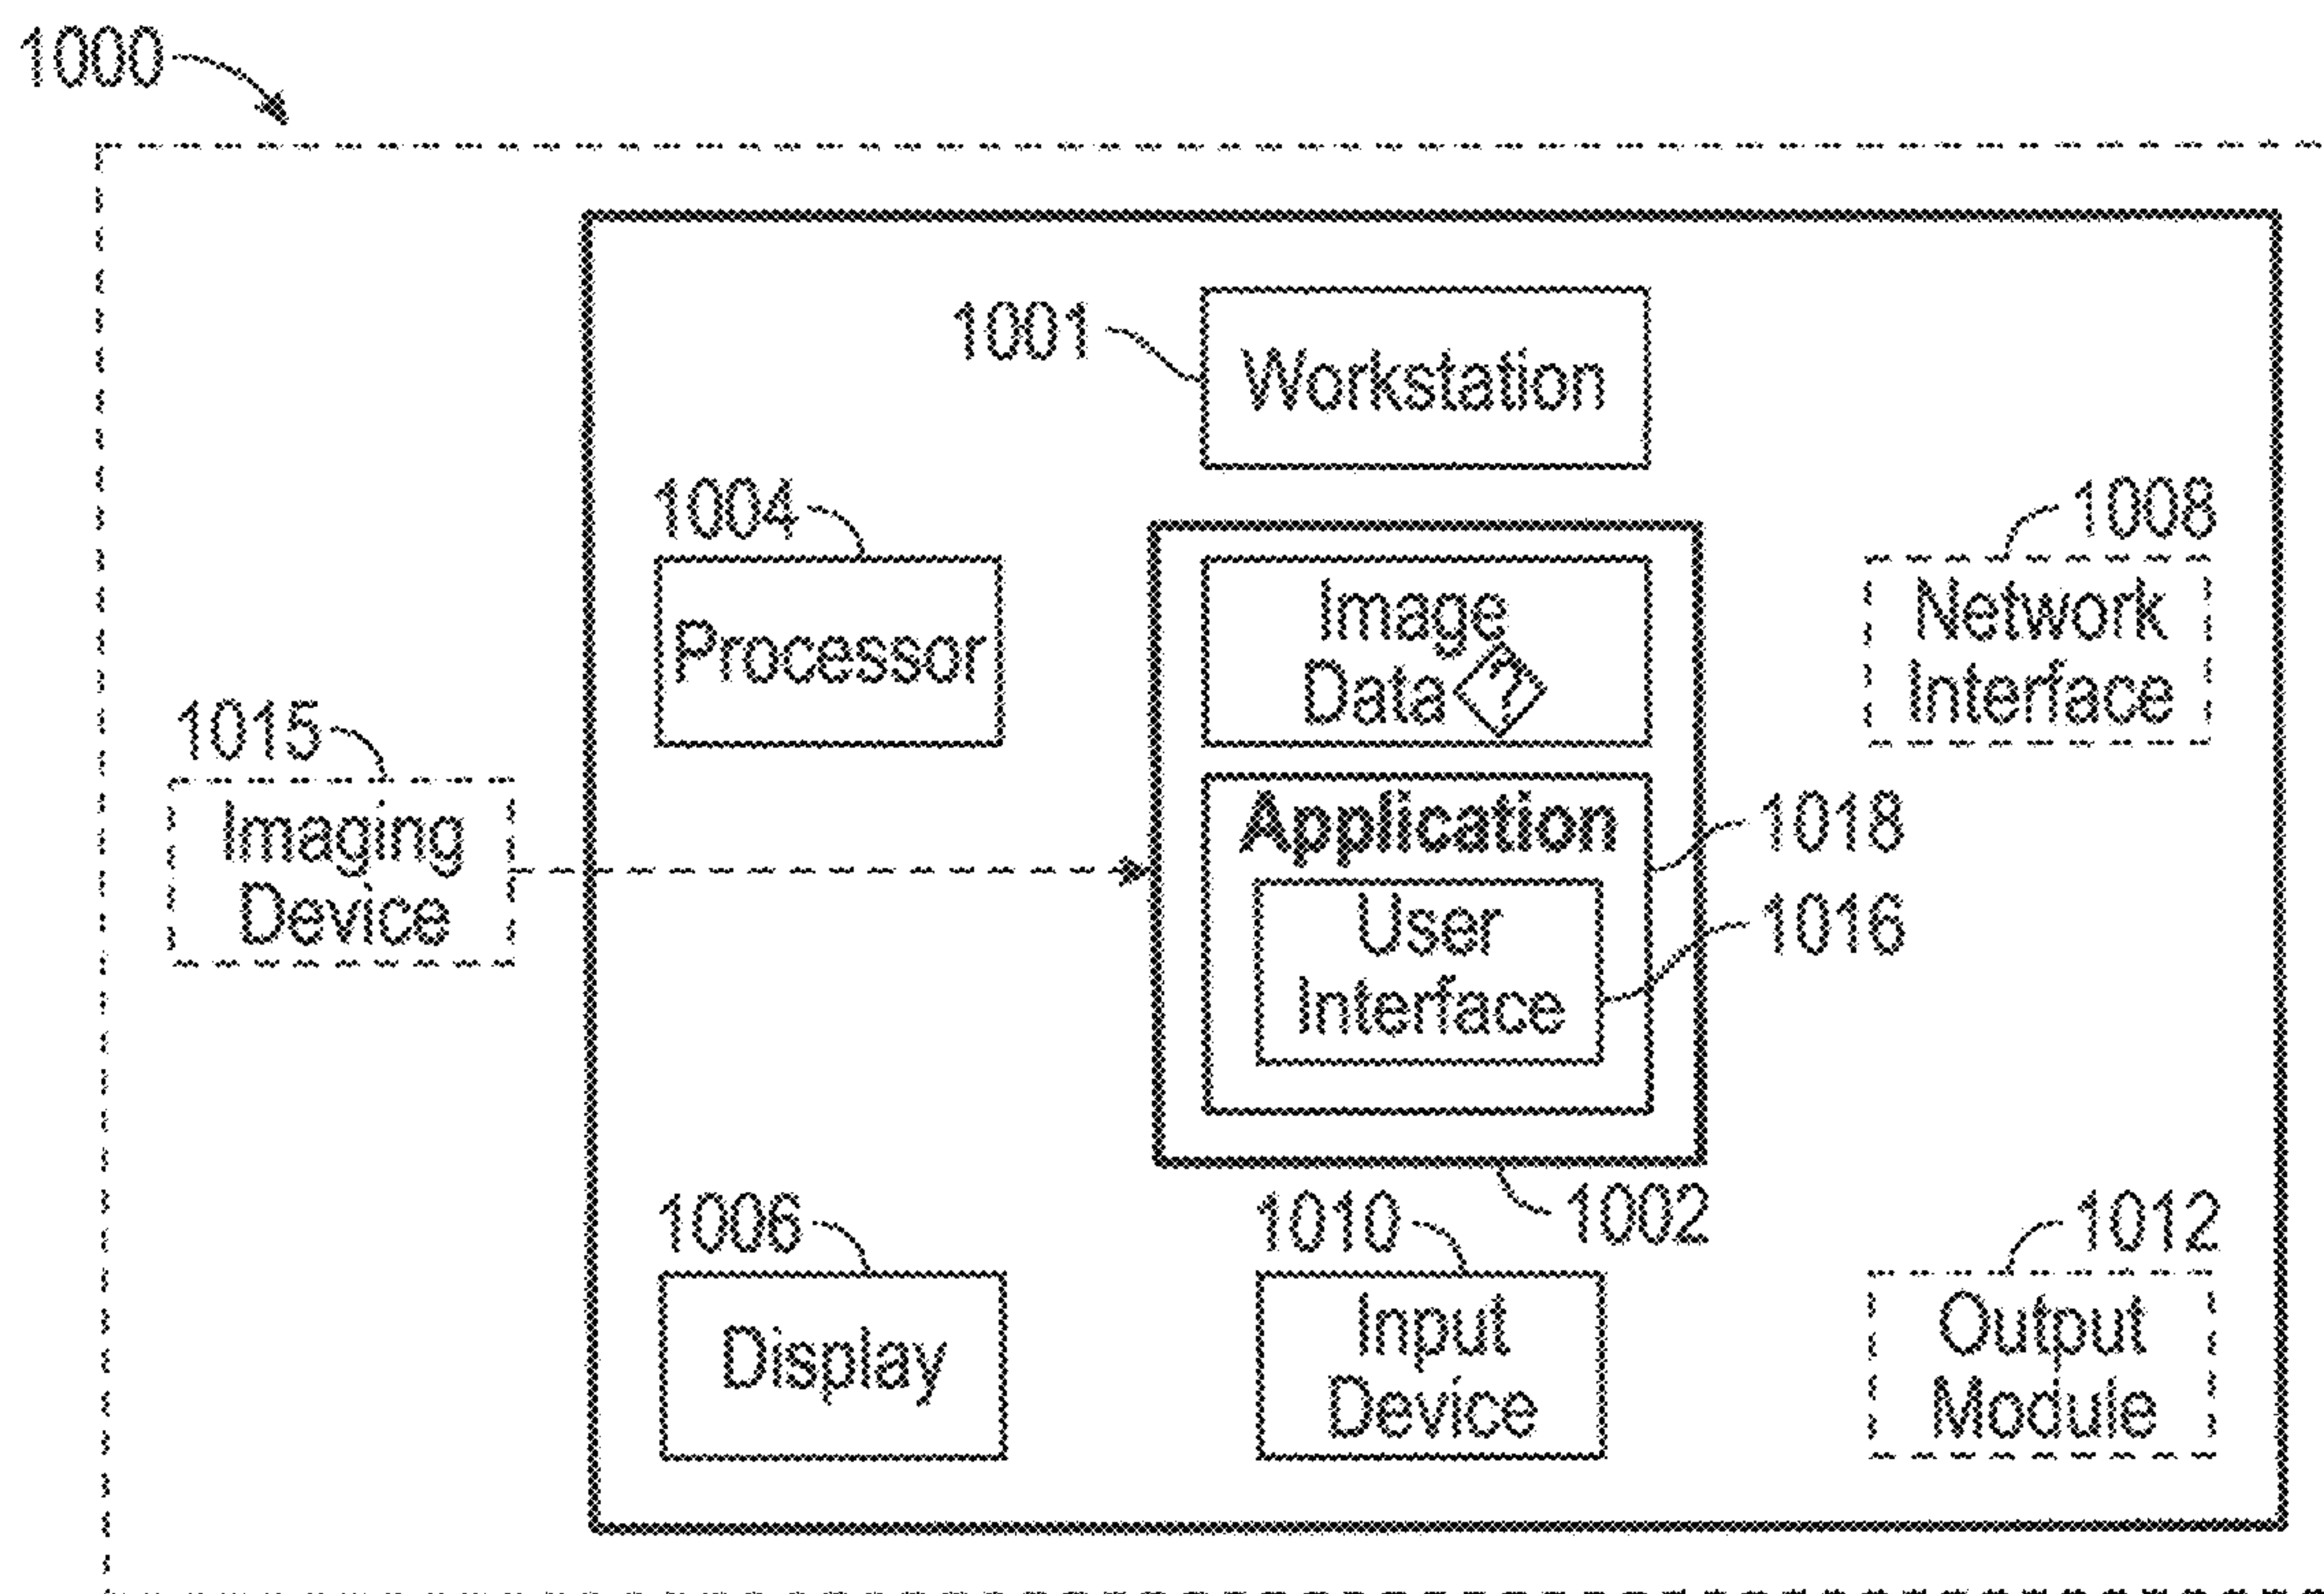 1000
1001
Workstation
1004
Processor
1008
Network
Interface
Image
Data
?
1015
Imaging
Device
Application
1018
User
Interface
1016
1002
1006
Display
1010
Input
Device
1012
Output
Module